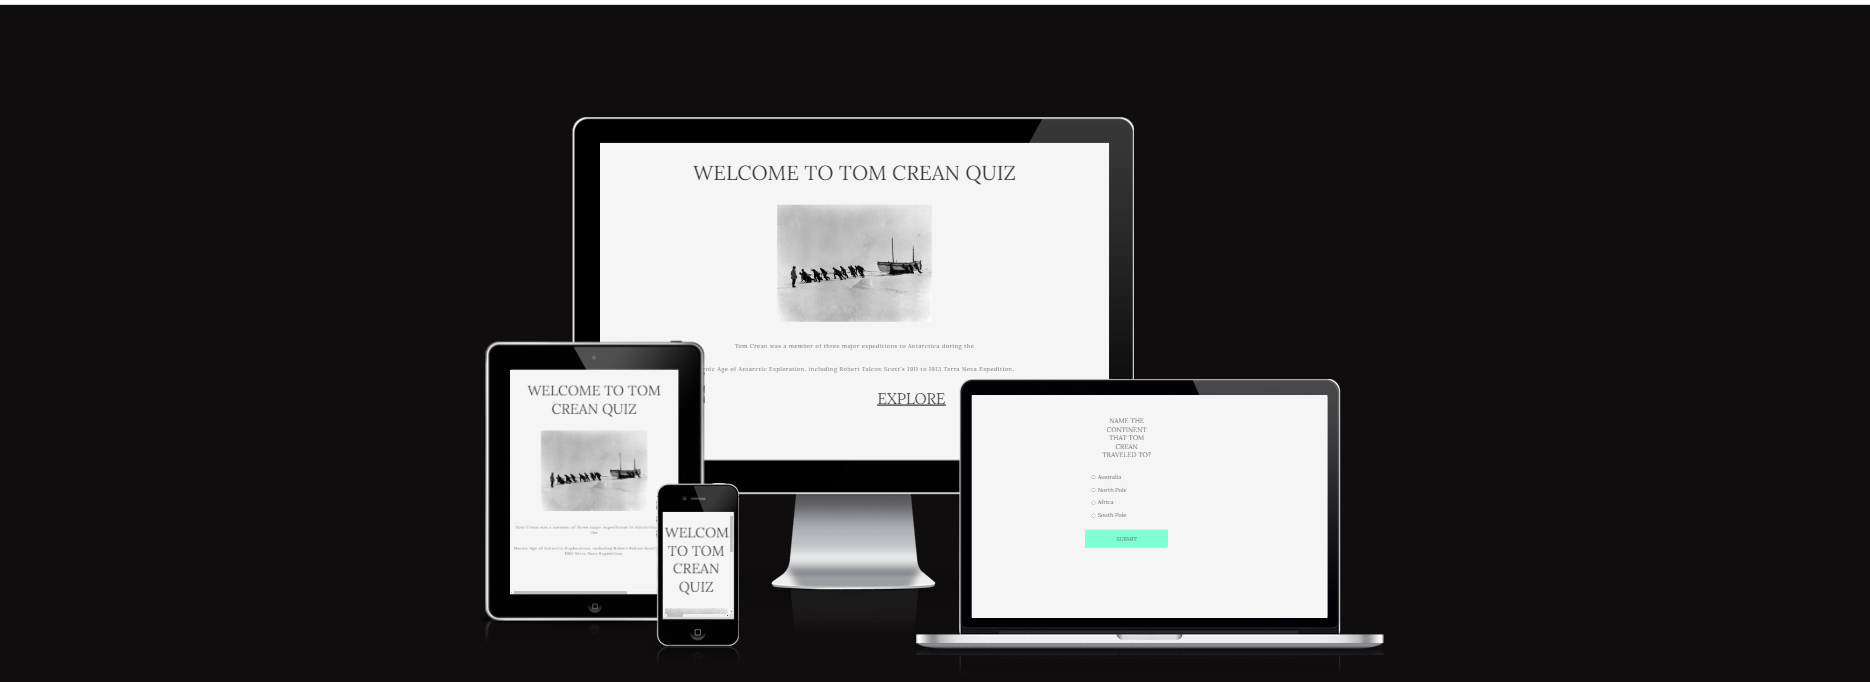 WELCOME TO TOM CREAN QUIZ
Tom Crean was a member of three major expeditions to Antarctica during the
Age of Antarctic Exploration, including Robert Falcon Scott's 1911 to 1913 Terra Nova Expedition.
EXPLORE
WELCOME TO TOM
CREAN QUIZ
Tom Crean was a member of three major expeditions to Antarctica
the
Heroic Age of Antarctic Exploration, including Robert Falcon Scott's
1913 Terra Nova Expedition.
WELCOM
TO TOM
CREAN
QUIZ
NAME THE
CONTINENT
THAT TOM
CREAN
TRAVELED TO?
Australia
North Pole
Africa
South Pole
SUBMIT